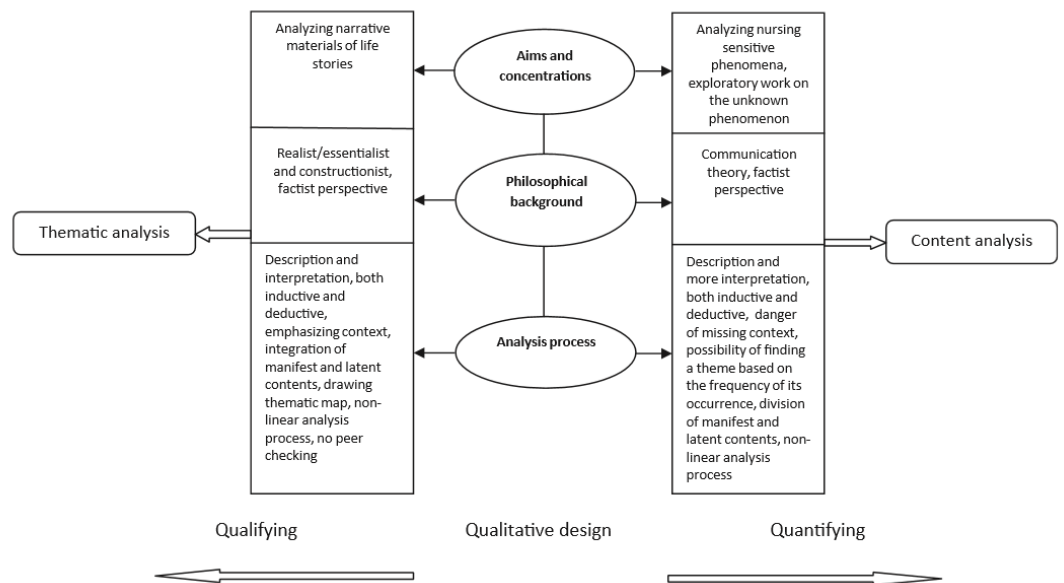 Analyzing narrative
materials of life
stories
Aims and
concentrations
Analyzing nursing
sensitive
phenomena,
exploratory work on
the unknown
phenomenon
Realist/essentialist
and constructionist,
factist perspective
Philosophical
background
Communication
theory, factist
perspective
Thematic analysis
Content analysis
Description and
interpretation, both
inductive and
deductive,
emphasizing context,
integration of
manifest and latent
contents, drawing
thematic map, non-
linear analysis
process, no peer
checking
Analysis process
Description and
more interpretation,
both inductive and
deductive, danger
of missing context,
possibility of finding
a theme based on
the frequency of its
occurrence, division
of manifest and
latent contents, non-
linear analysis
process
Qualifying
Qualitative design
Quantifying